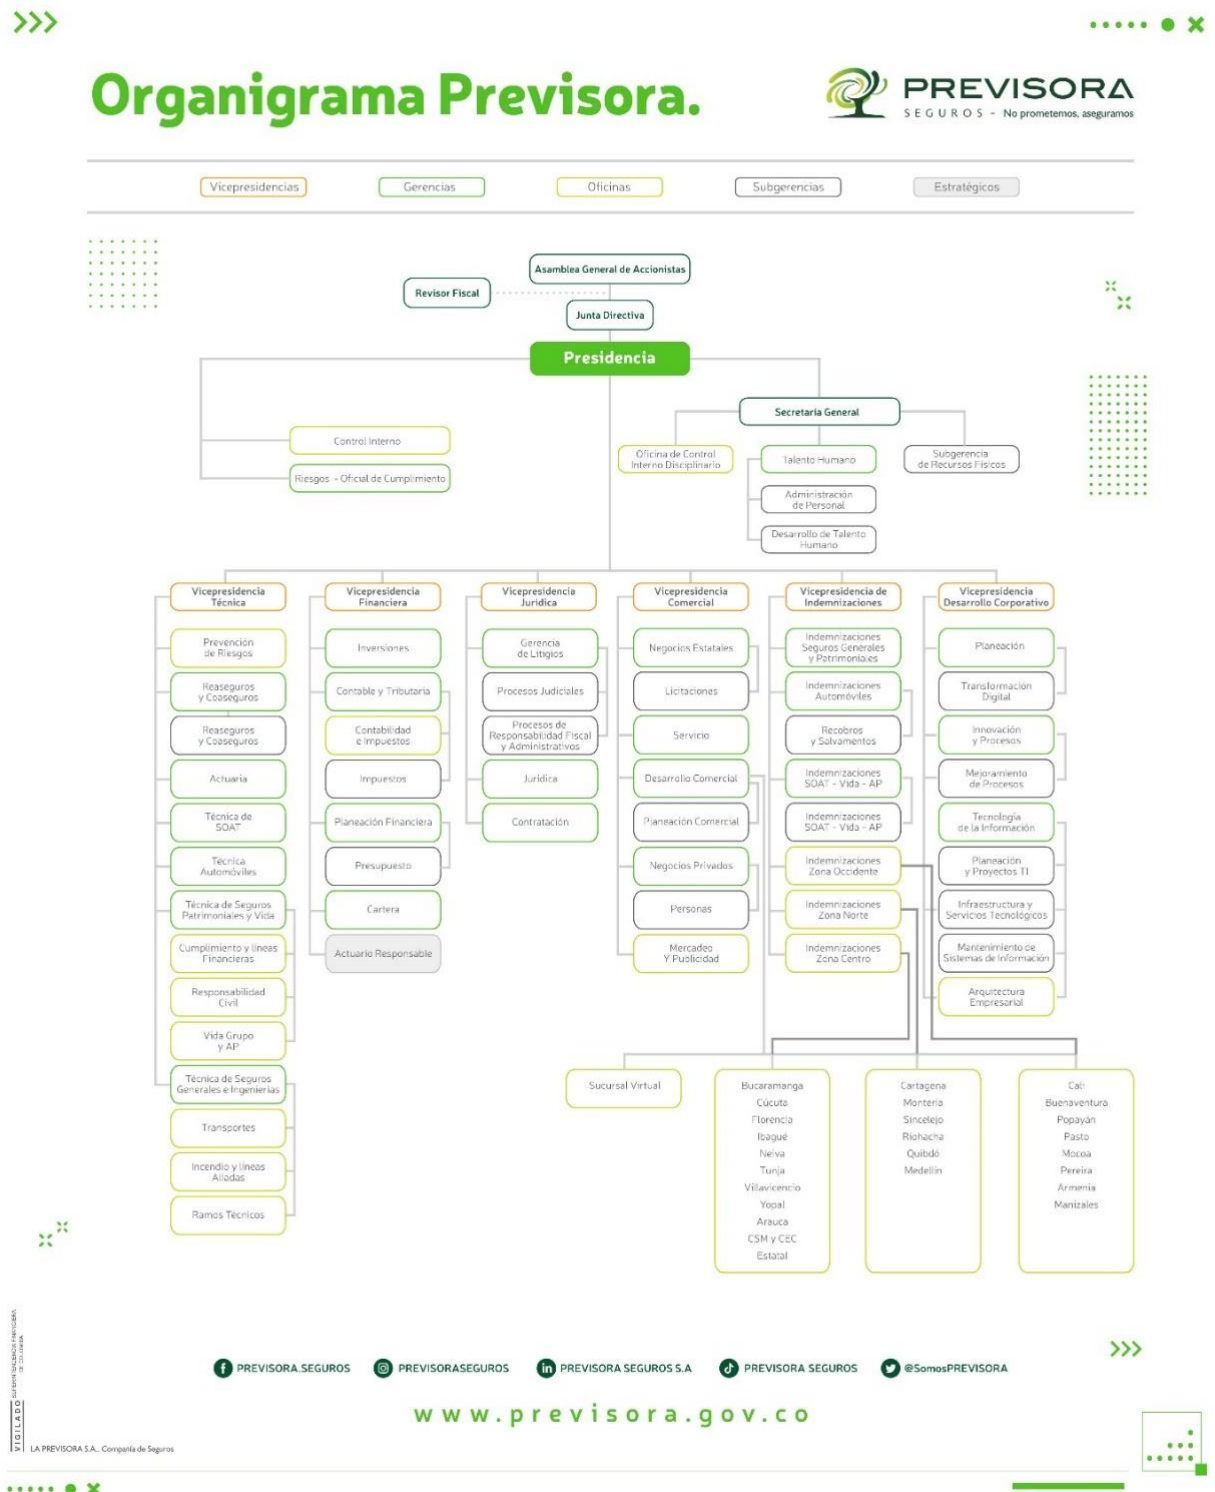 Organigrama Previsora.
PREVISORA
SEGUROS - No prometemos, aseguramos
Vicepresidencias
Gerencias
Oficinas
Subgerencias
Estratégicos
Asamblea General de Accionistas
Revisor Fiscal
Junta Directiva
Presidencia
Secretaría General
Control Interno
Riesgos - Oficial de Cumplimiento
Oficina de Control
Interno Disciplinario
Talento Humano
Subgerencia
de Recursos Físicos
Administración
de Personal
Desarrollo de Talento
Humano
Vicepresidencia
Técnica
Prevención
de Riesgos
Reaseguros
y Coaseguros
Reaseguros
y Coaseguros
Actuaria
Técnica de
SOAT
Técnica
Automóviles
Técnica de Seguros
Patrimoniales y Vida
Cumplimiento y líneas
Financieras
Responsabilidad
Civil
Vida Grupo
y AP
Técnica de Seguros
Generales e Ingenierías
Transportes
Incendio y líneas
Aliadas
Ramos Técnicos
Vicepresidencia
Financiera
Inversiones
Contable y Tributaria
Contabilidad
e Impuestos
Impuestos
Planeación Financiera
Presupuesto
Cartera
Actuario Responsable
Vicepresidencia
Jurídica
Gerencia
de Litigios
Procesos Judiciales
Procesos de
Responsabilidad Fiscal
y Administrativos
Jurídica
Contratación
Vicepresidencia
Comercial
Negocios Estatales
Licitaciones
Servicio
Desarrollo Comercial
Planeación Comercial
Negocios Privados
Personas
Mercadeo
Y Publicidad
Vicepresidencia de
Indemnizaciones
Indemnizaciones
Seguros Generales
y Patrimoniales
Indemnizaciones
Automóviles
Recobros
y Salvamentos
Indemnizaciones
SOAT - Vida - AP
Indemnizaciones
SOAT - Vida - AP
Indemnizaciones
Zona Occidente
Indemnizaciones
Zona Norte
Indemnizaciones
Zona Centro
Vicepresidencia
Desarrollo Corporativo
Planeación
Transformación
Digital
Innovación
y Procesos
Mejoramiento
de Procesos
Tecnología
de la Información
Planeación
y Proyectos TI
Infraestructura y
Servicios Tecnológicos
Mantenimiento de
Sistemas de Información
Arquitectura
Empresarial
Sucursal Virtual
Bucaramanga
Cúcuta
Florencia
Ibagué
Neiva
Tunja
Villavicencio
Yopal
Arauca
CSM y CEC
Estatal
Cartagena
Montería
Sincelejo
Riohacha
Quibdó
Medellín
Cali
Buenaventura
Popayán
Pasto
Mocoa
Pereira
Armenia
Manizales
PREVISORA.SEGUROS
PREVISORASEGUROS
PREVISORA SEGUROS S.A
PREVISORA SEGUROS
@SomosPREVISORA
www.previsora.gov.co
VIGILADO
SUPERINTENDENCIA FINANCIERA
DE COLOMBIA
LA PREVISORA S.A., Compañía de Seguros